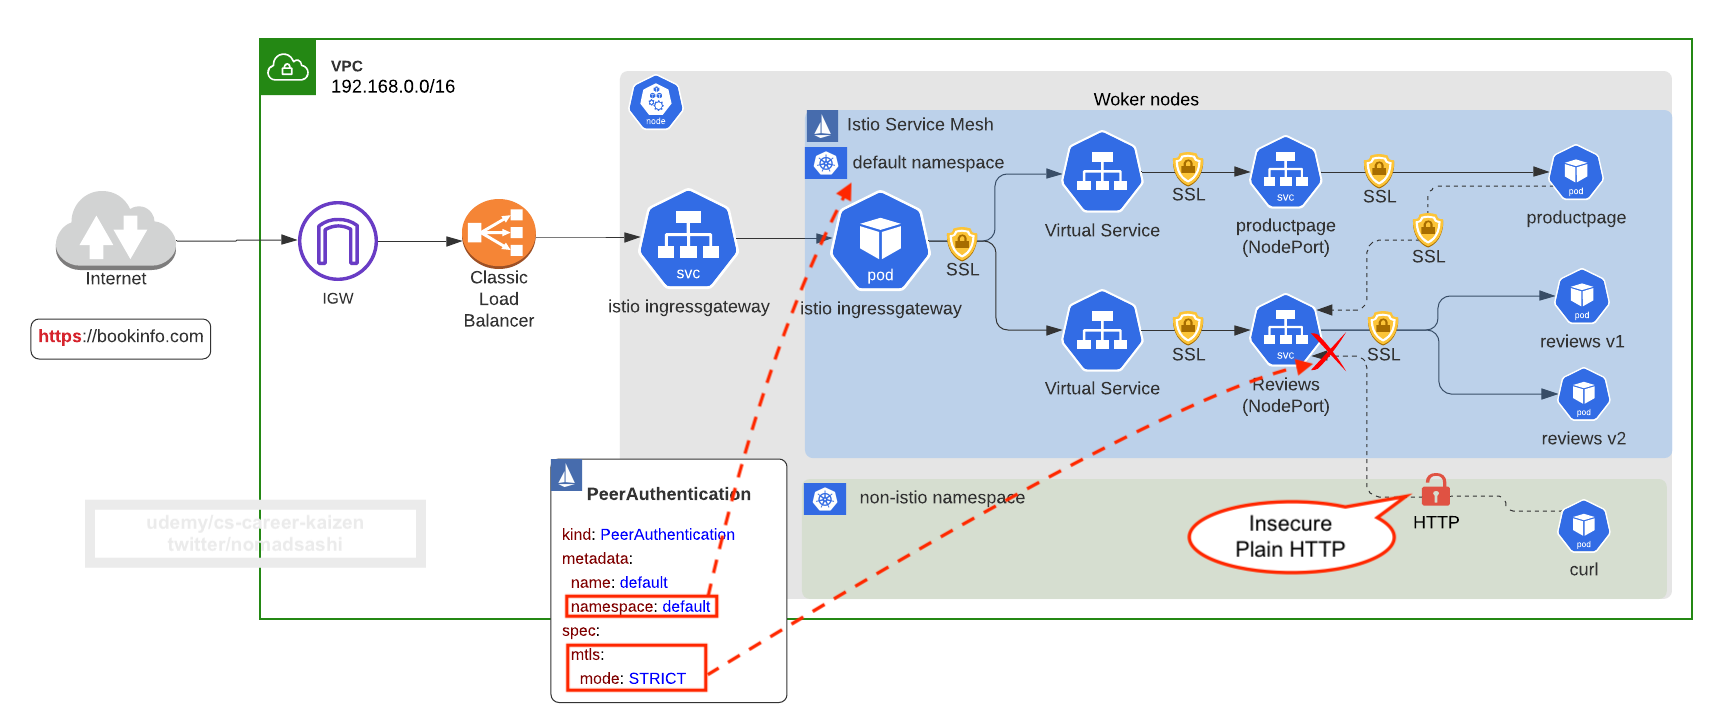 VPC
192.168.0.0/16
node
Woker nodes
Istio Service Mesh
default namespace
Internet
https://bookinfo.com
IGW
Classic
Load
Balancer
svc
istio ingressgateway
pod
istio ingressgateway
SSL
Virtual Service
SSL
svc
productpage
(NodePort)
SSL
pod
productpage
SSL
Virtual Service
SSL
svc
Reviews
(NodePort)
SSL
pod
reviews v1
pod
reviews v2
PeerAuthentication
kind: PeerAuthentication
metadata:
name: default
namespace: default
spec:
mtls:
mode: STRICT
non-istio namespace
Insecure
Plain HTTP
HTTP
pod
curl
udemy/cs-career-kaizen
twitter/nomadsashi